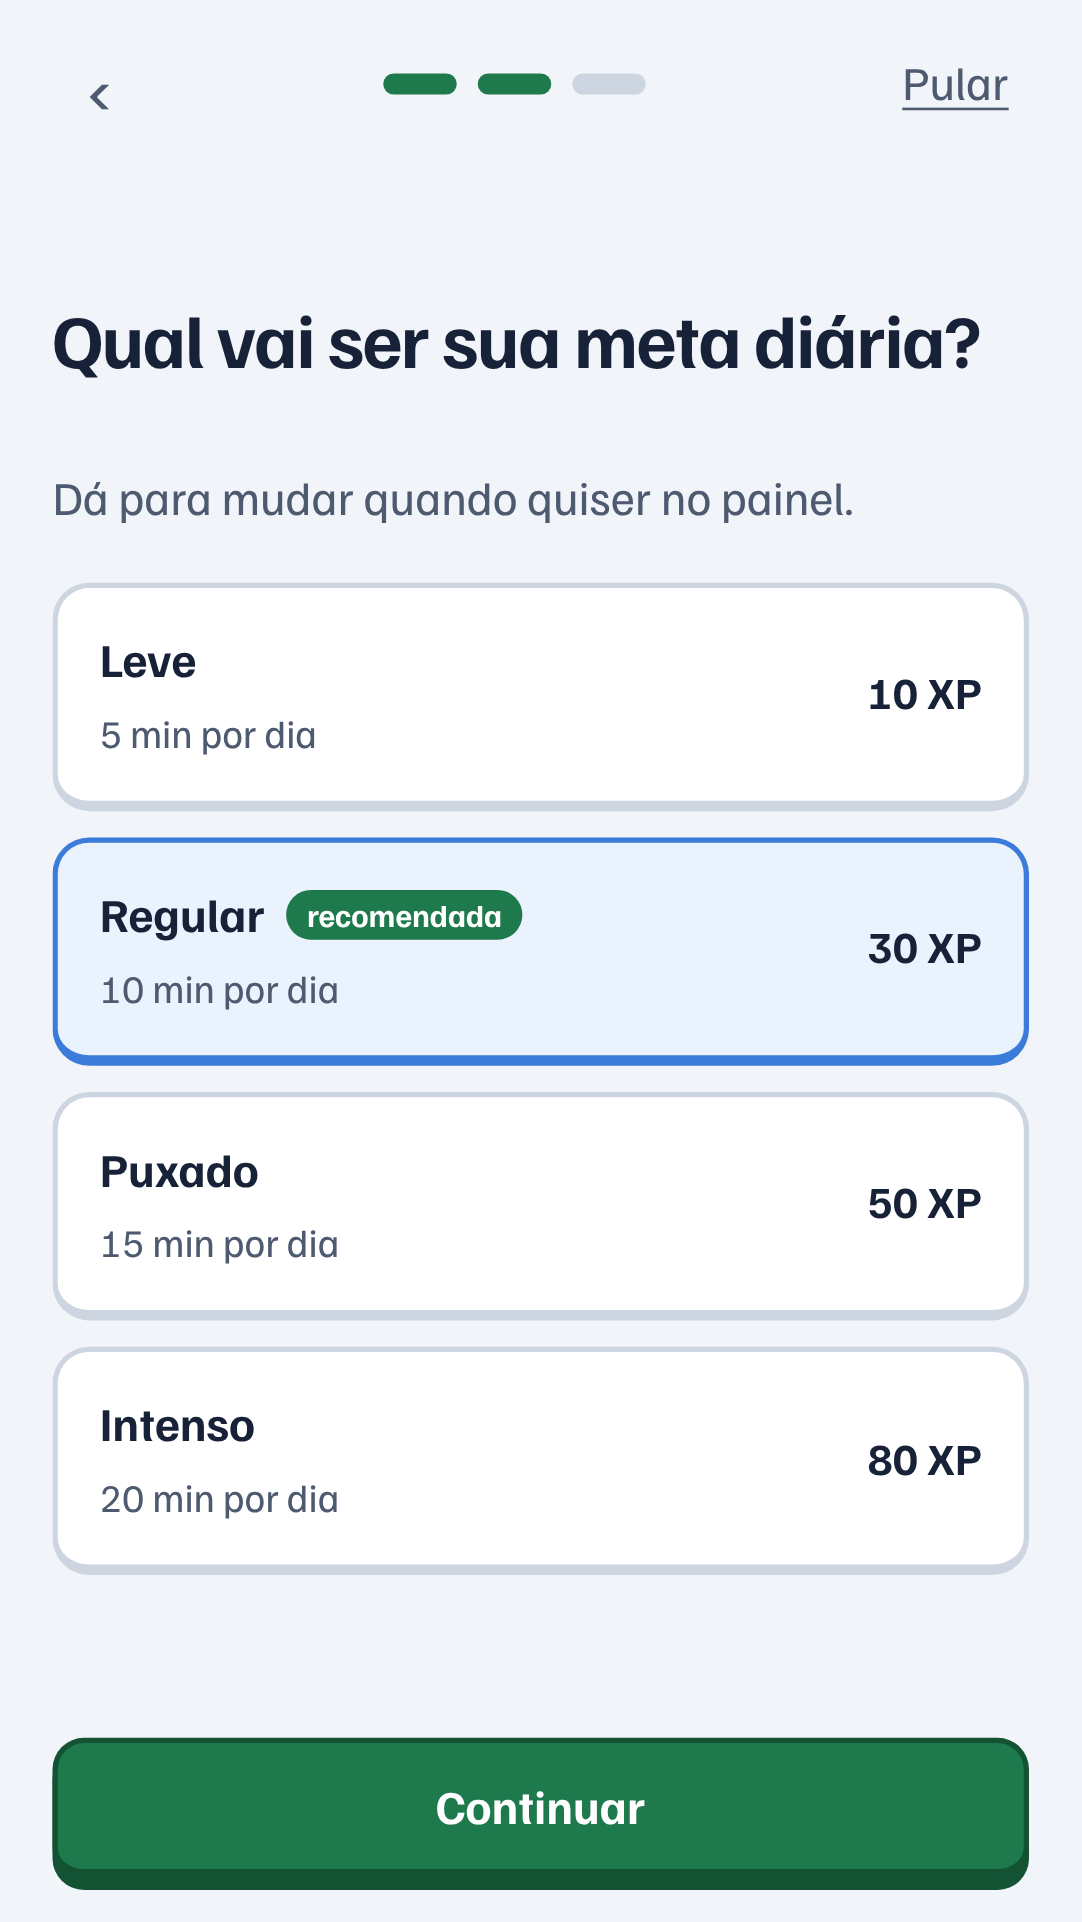 Pular
Qual vai ser sua meta diária?
Dá para mudar quando quiser no painel.
Leve
5 min por dia
10 XP
Regular
recomendada
10 min por dia
30 XP
Puxado
15 min por dia
50 XP
Intenso
20 min por dia
80 XP
Continuar